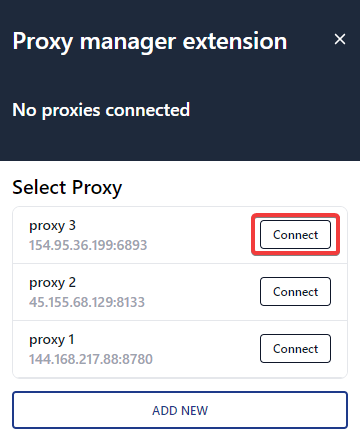 Proxy manager extension
No proxies connected
Select Proxy
proxy 3
154.95.36.199:6893
Connect
proxy 2
45.155.68.129:8133
Connect
proxy 1
144.168.217.88:8780
Connect
ADD NEW